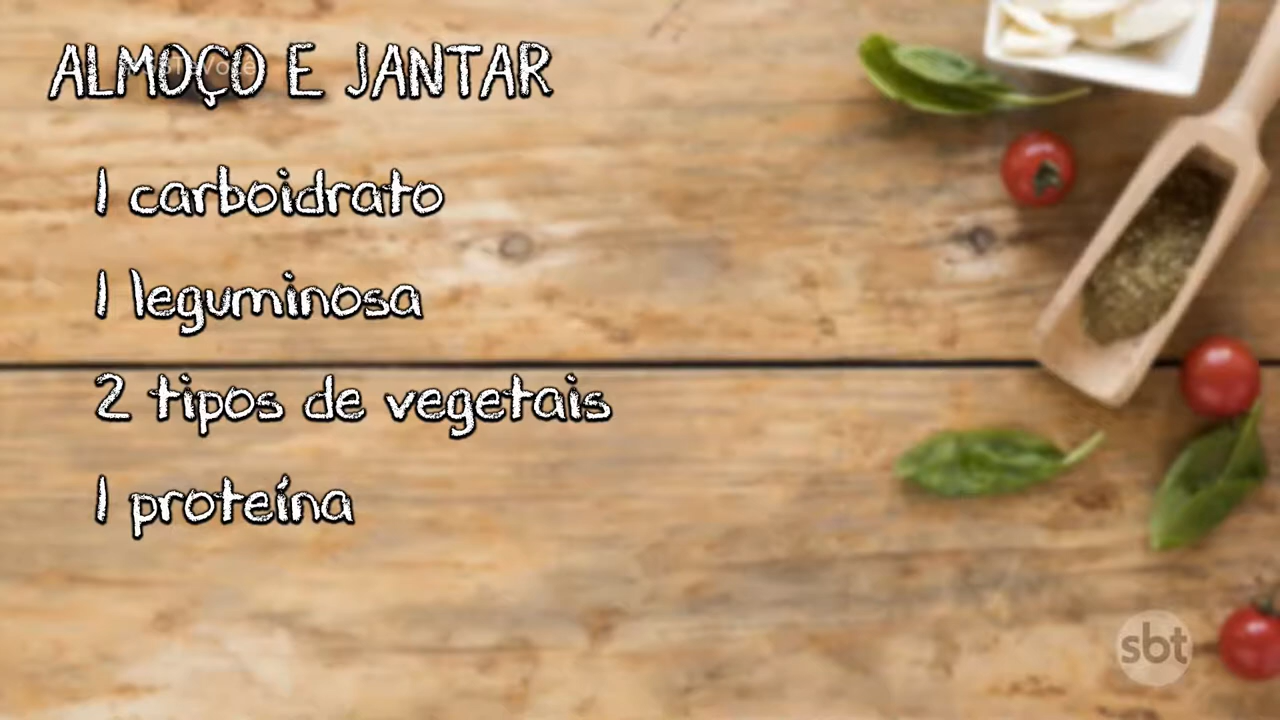 ALMOÇO E JANTAR
1 carboidrato
1 leguminosa
2 tipos de vegetais
1 proteína
sbt